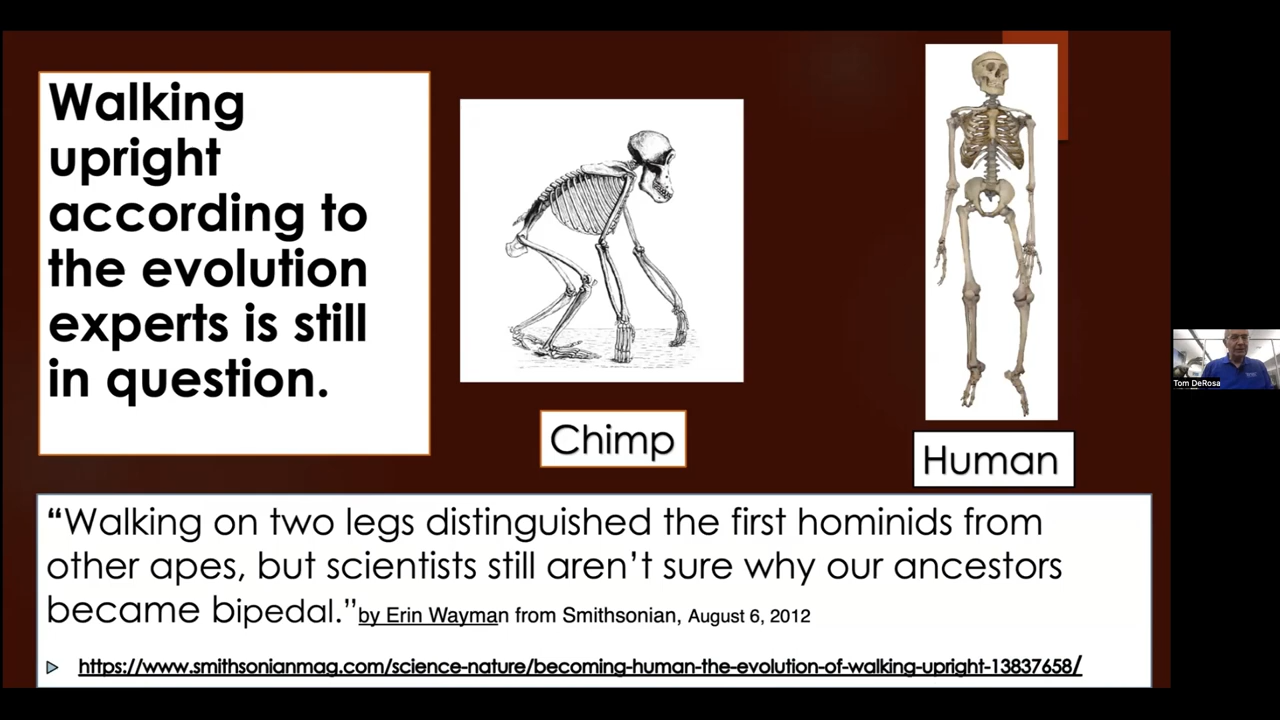 Walking
upright
according to
the evolution
experts is still
in question.
Chimp
Human
“Walking on two legs distinguished the first hominids from
other apes, but scientists still aren’t sure why our ancestors
became bipedal.”by Erin Wayman from Smithsonian, August 6, 2012
https://www.smithsonianmag.com/science-nature/becoming-human-the-evolution-of-walking-upright-13837658/
Tom DeRosa